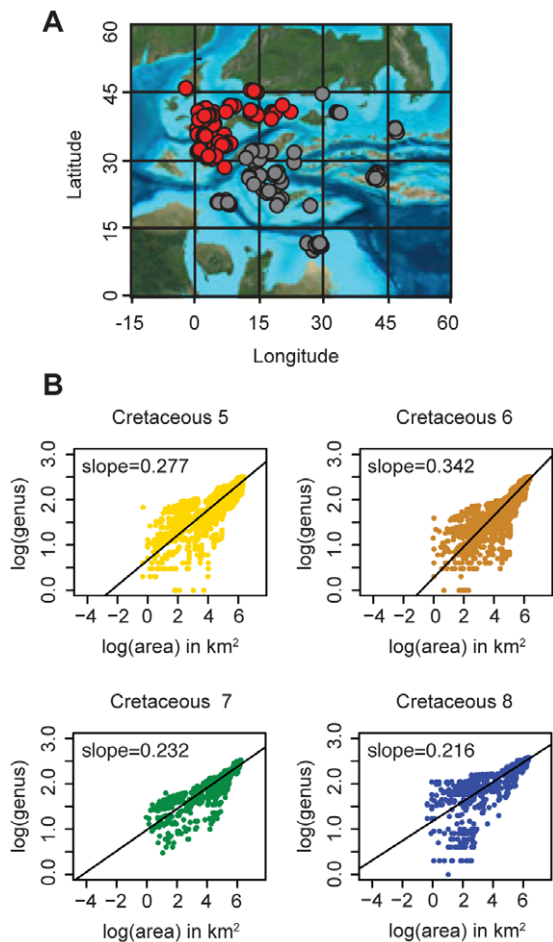 A
60
45
30
15
0
Latitude
-15 0 15 30 45 60
Longitude
B
Cretaceous 5
slope=0.277
3.0
2.0
1.0
0.0
log(genus)
−4 −2 0 2 4 6
log(area) in km²
Cretaceous 6
slope=0.342
3.0
2.0
1.0
0.0
log(genus)
−4 −2 0 2 4 6
log(area) in km²
Cretaceous 7
slope=0.232
3.0
2.0
1.0
0.0
log(genus)
−4 −2 0 2 4 6
log(area) in km²
Cretaceous 8
slope=0.216
3.0
2.0
1.0
0.0
log(genus)
−4 −2 0 2 4 6
log(area) in km²